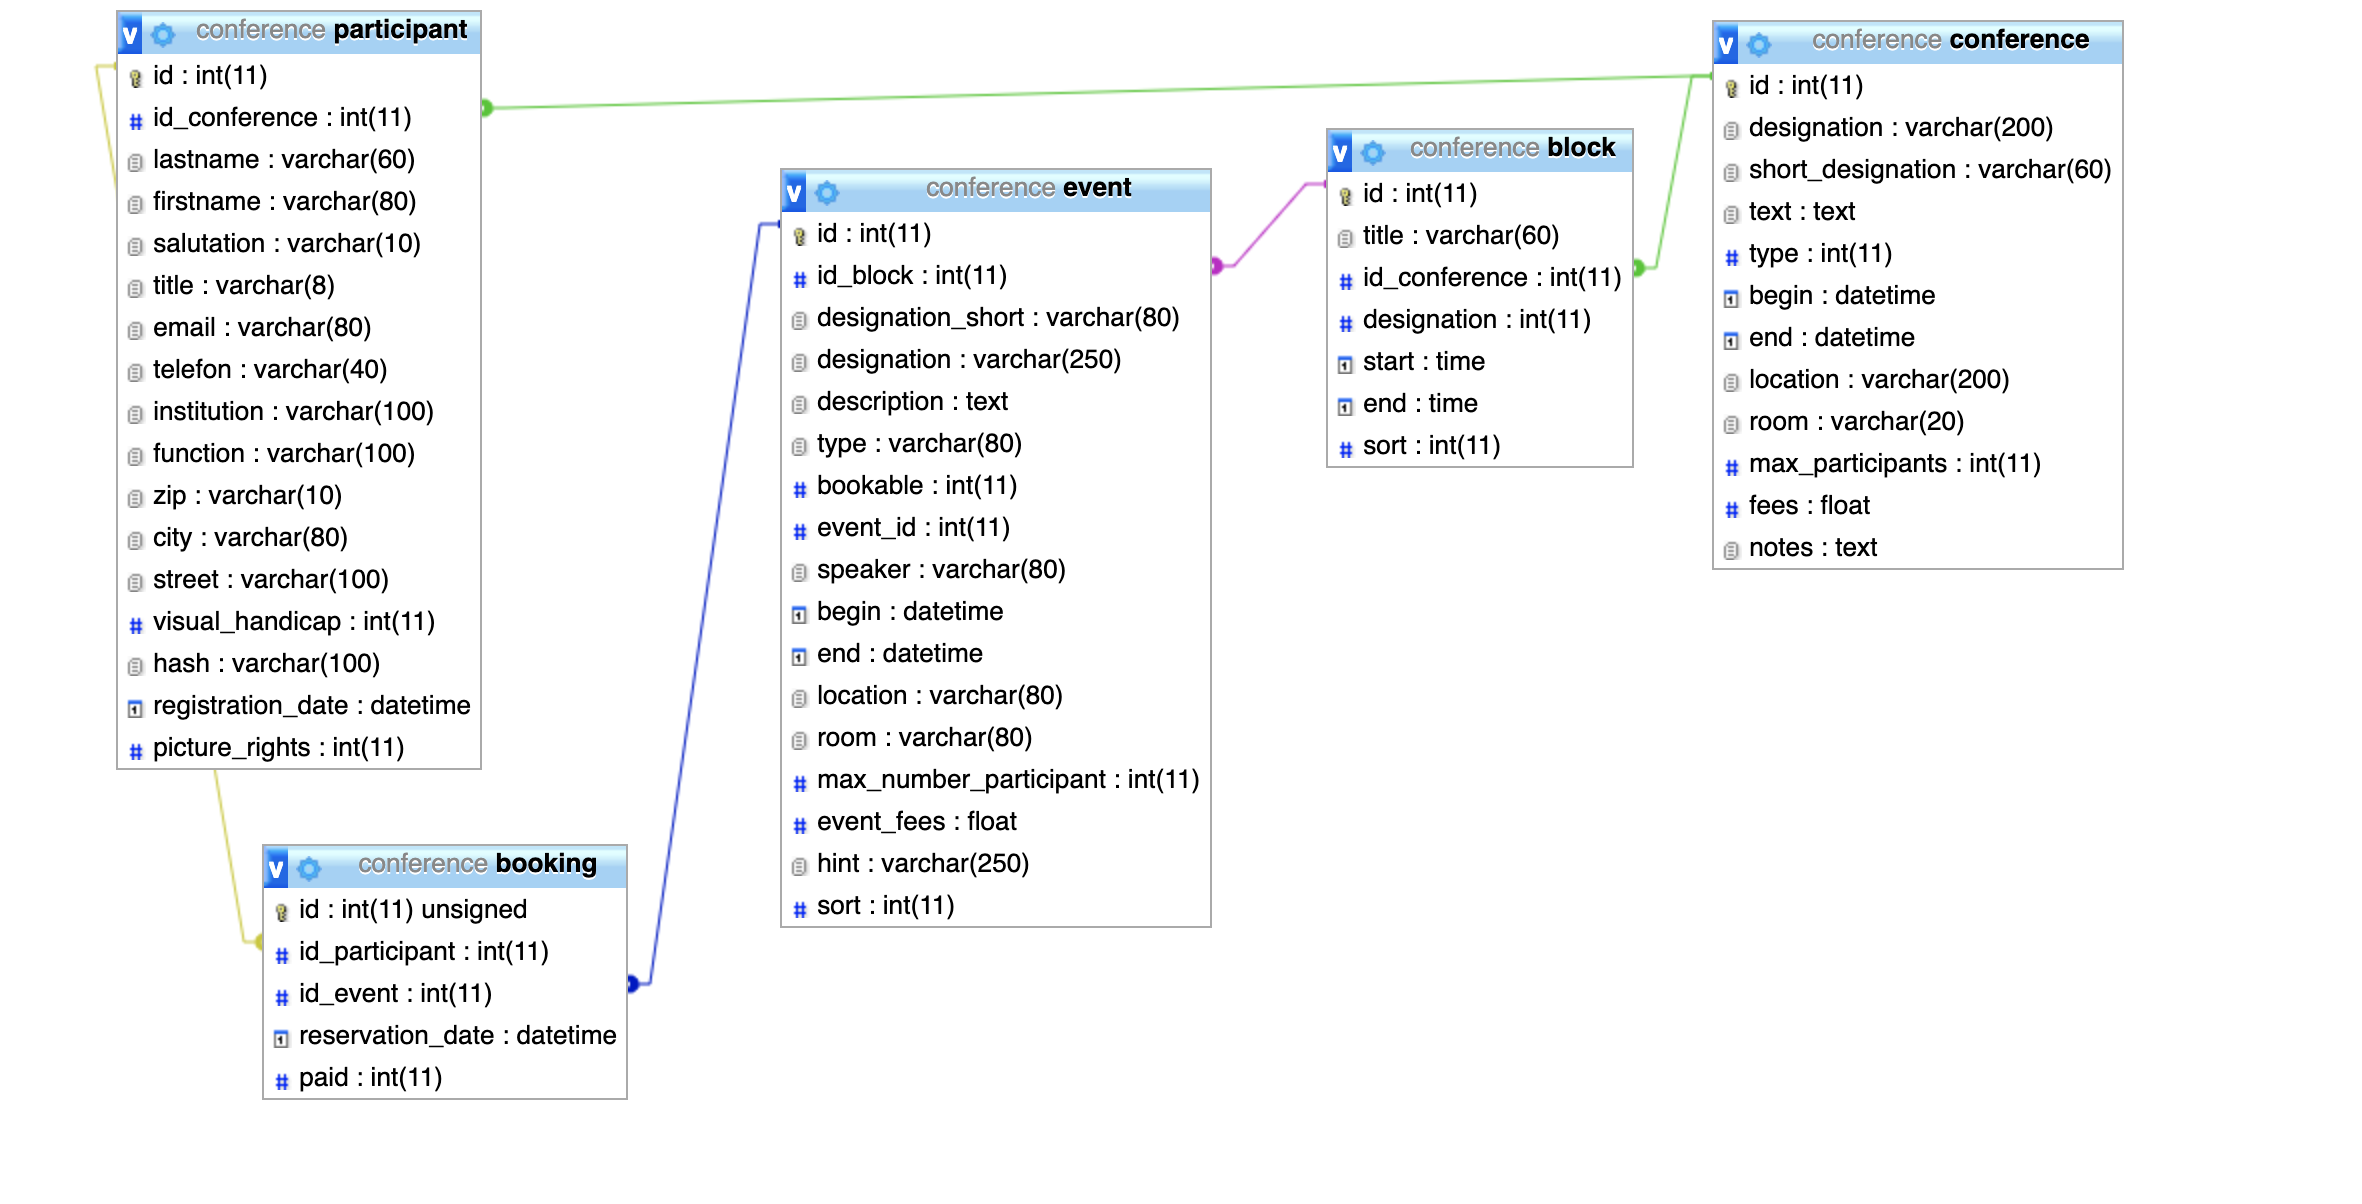 conference participant
id : int(11)
id_conference : int(11)
lastname : varchar(60)
firstname : varchar(80)
salutation : varchar(10)
title : varchar(8)
email : varchar(80)
telefon : varchar(40)
institution : varchar(100)
function : varchar(100)
zip : varchar(10)
city : varchar(80)
street : varchar(100)
visual_handicap : int(11)
hash : varchar(100)
registration_date : datetime
picture_rights : int(11)
conference booking
id : int(11) unsigned
id_participant : int(11)
id_event : int(11)
reservation_date : datetime
paid : int(11)
conference event
id : int(11)
id_block : int(11)
designation_short : varchar(80)
designation : varchar(250)
description : text
type : varchar(80)
bookable : int(11)
event_id : int(11)
speaker : varchar(80)
begin : datetime
end : datetime
location : varchar(80)
room : varchar(80)
max_number_participant : int(11)
event_fees : float
hint : varchar(250)
sort : int(11)
conference block
id : int(11)
title : varchar(60)
id_conference : int(11)
designation : int(11)
start : time
end : time
sort : int(11)
conference conference
id : int(11)
designation : varchar(200)
short_designation : varchar(60)
text : text
type : int(11)
begin : datetime
end : datetime
location : varchar(200)
room : varchar(20)
max_participants : int(11)
fees : float
notes : text